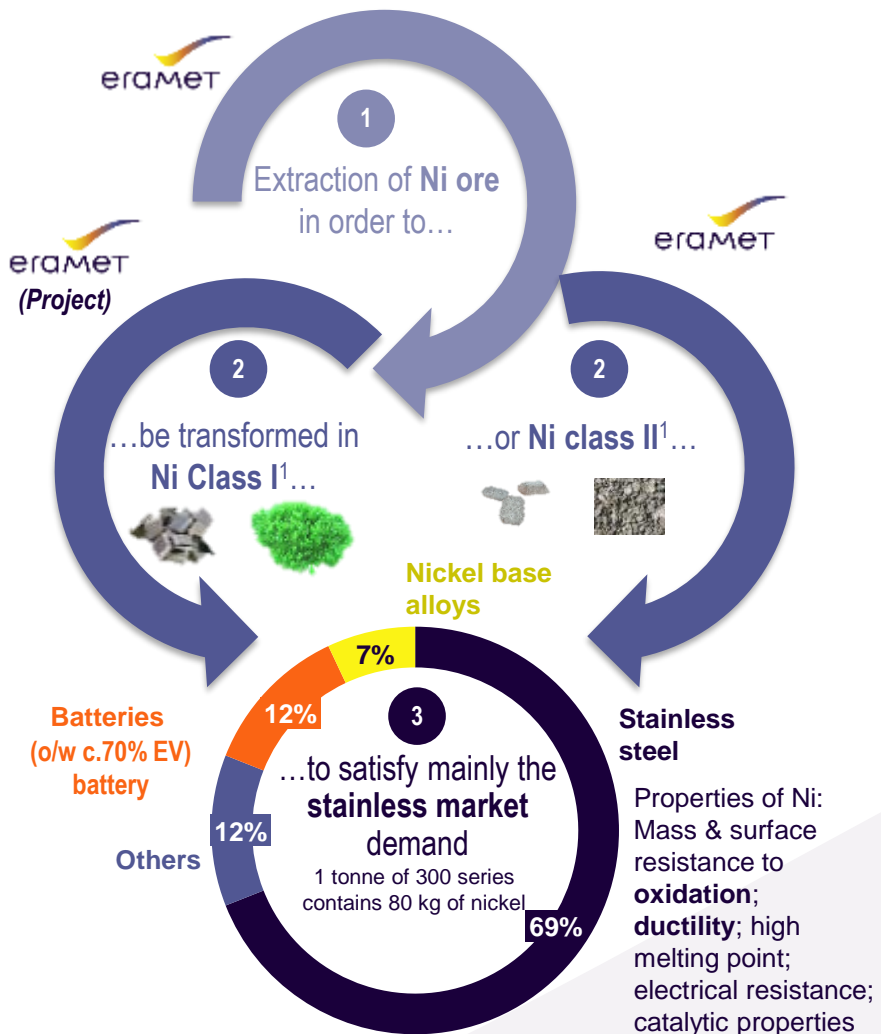 eramet
1
Extraction of Ni ore
in order to…
eramet
(Project)
eramet
2
…be transformed in
Ni Class I¹…
2
…or Ni class II¹…
Nickel base
alloys
7%
Batteries
(o/w c.70% EV)
battery
12%
3
…to satisfy mainly the
stainless market
demand
1 tonne of 300 series
contains 80 kg of nickel
12%
Others
69%
Stainless
steel
Properties of Ni:
Mass & surface
resistance to
oxidation;
ductility; high
melting point;
electrical resistance;
catalytic properties